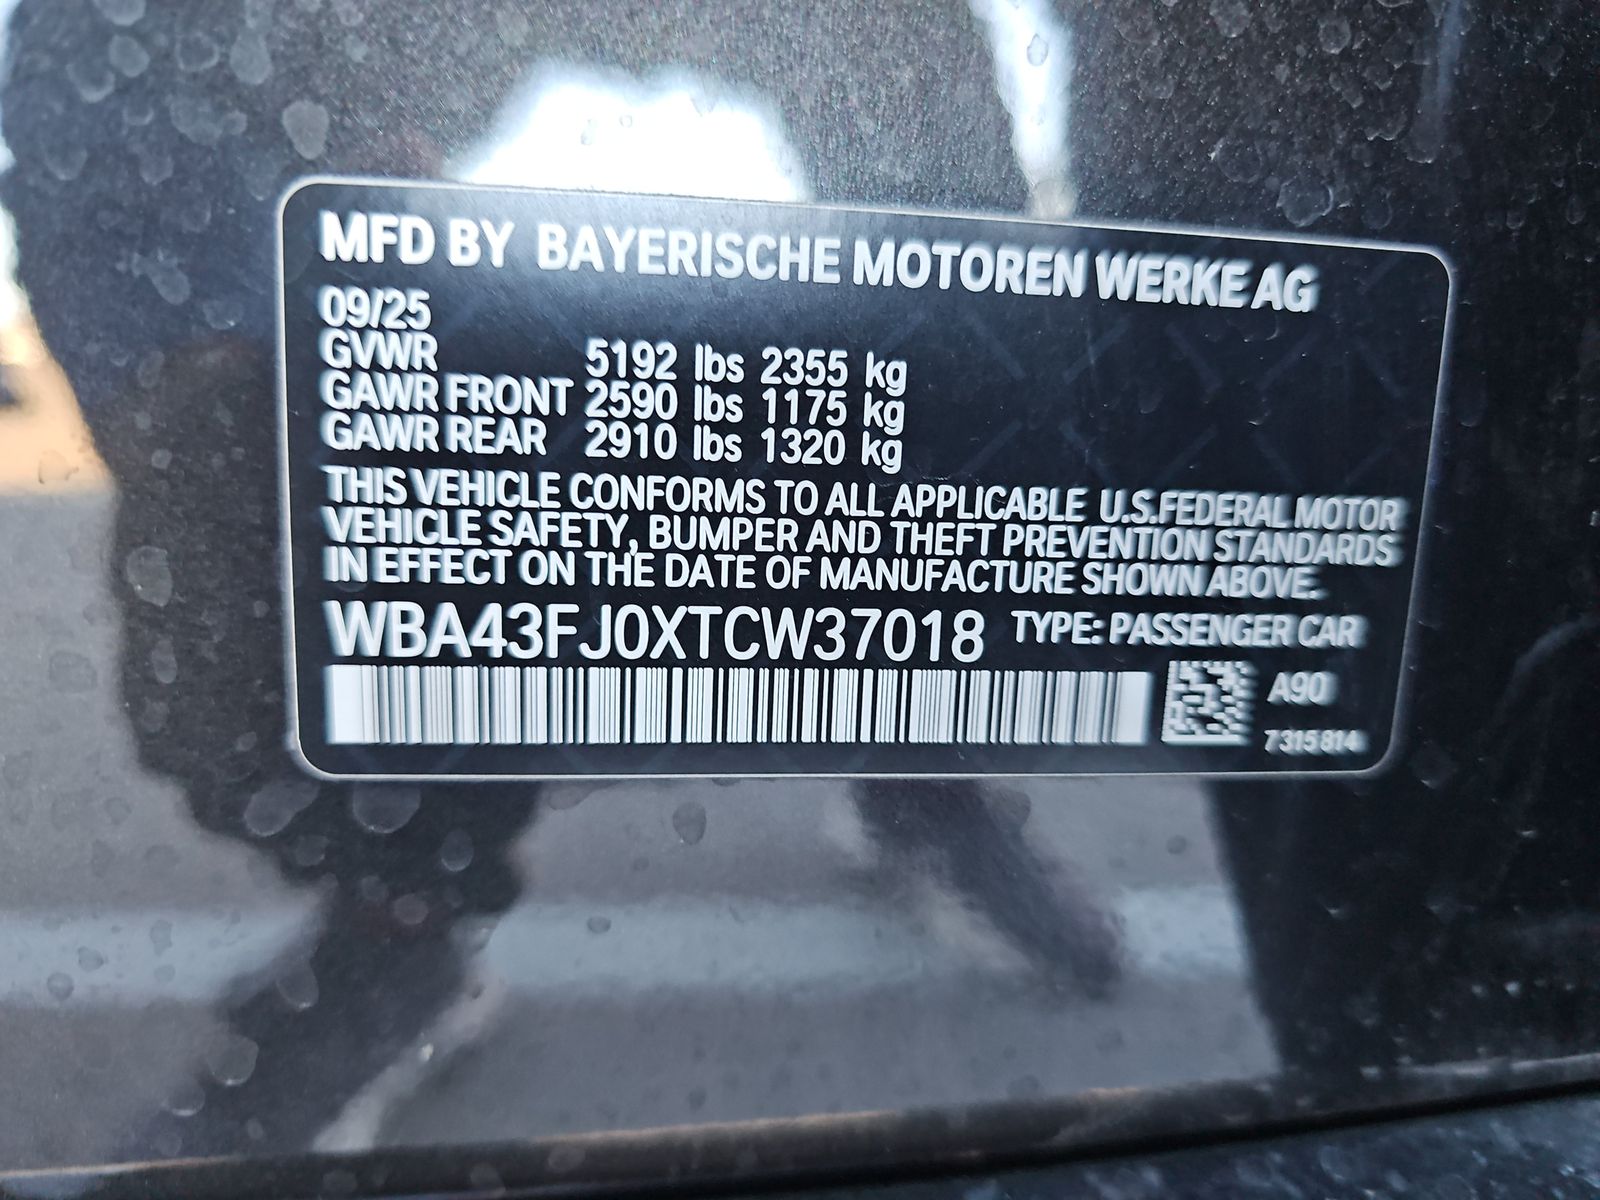 MFD BY BAYERISCHE MOTOREN WERKE AG
09/25
GVWR 5192 lbs 2355 kg
GAWR FRONT 2590 lbs 1175 kg
GAWR REAR 2910 lbs 1320 kg
THIS VEHICLE CONFORMS TO ALL APPLICABLE U.S.FEDERAL MOTOR
VEHICLE SAFETY, BUMPER AND THEFT PREVENTION STANDARDS
IN EFFECT ON THE DATE OF MANUFACTURE SHOWN ABOVE.
WBA43FJ0XTCW37018 TYPE: PASSENGER CAR
A90
7315814